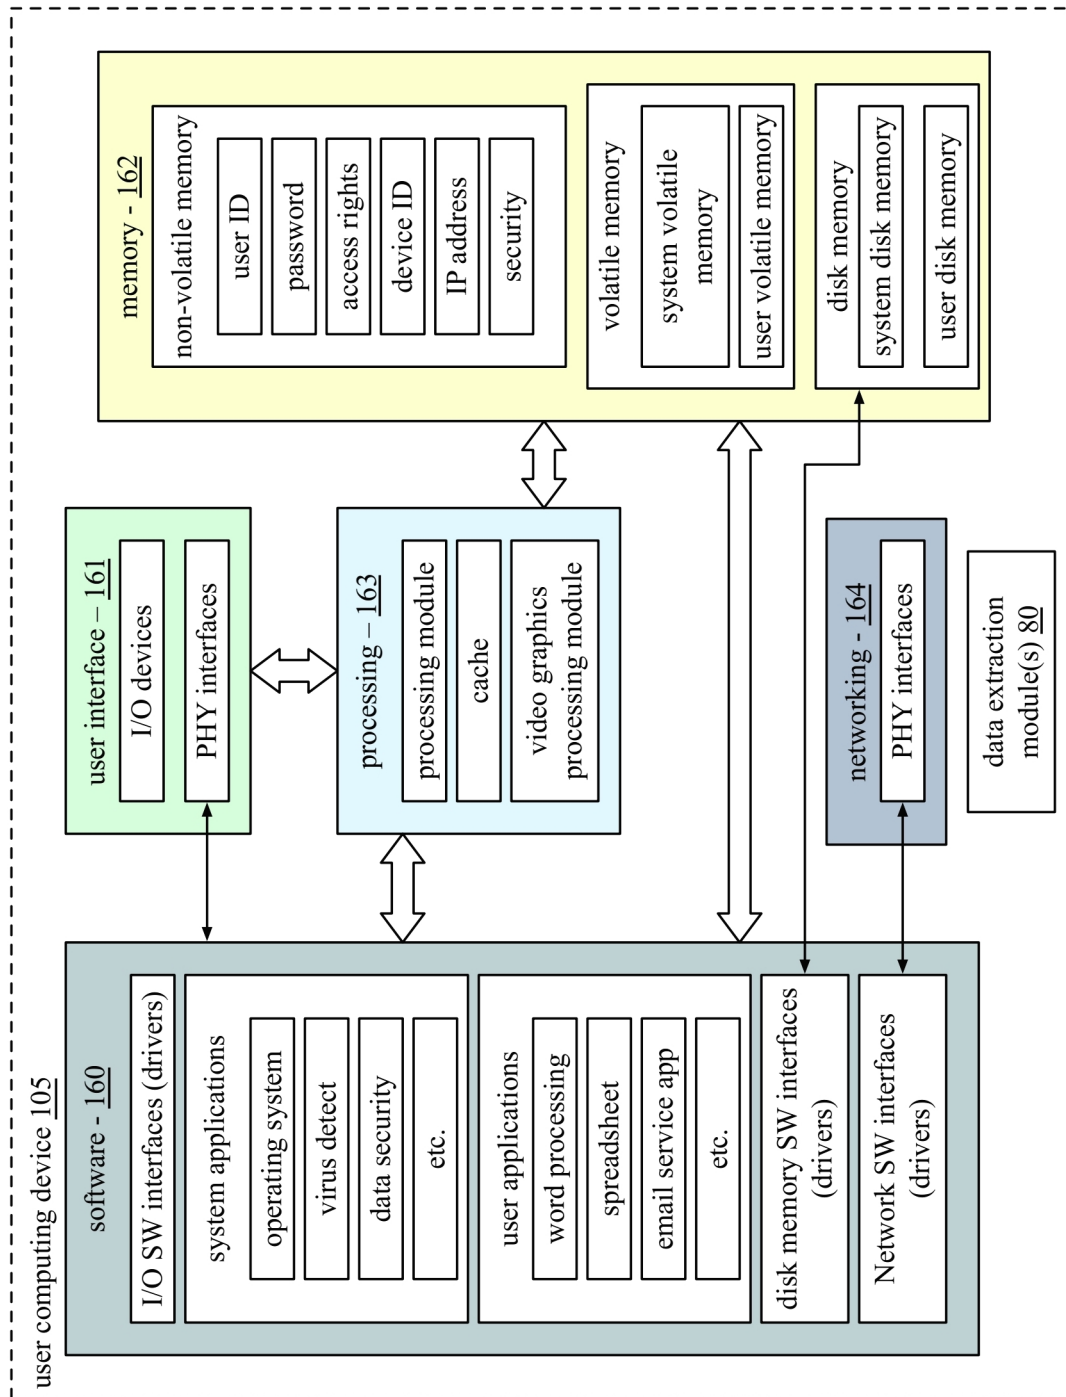 user computing device 105
software - 160
I/O SW interfaces (drivers)
system applications
operating system
virus detect
data security
etc.
user applications
word processing
spreadsheet
email service app
etc.
disk memory SW interfaces
(drivers)
Network SW interfaces
(drivers)
user interface – 161
I/O devices
PHY interfaces
processing – 163
processing module
cache
video graphics
processing module
networking - 164
PHY interfaces
data extraction
module(s) 80
memory - 162
non-volatile memory
user ID
password
access rights
device ID
IP address
security
volatile memory
system volatile
memory
user volatile memory
disk memory
system disk memory
user disk memory